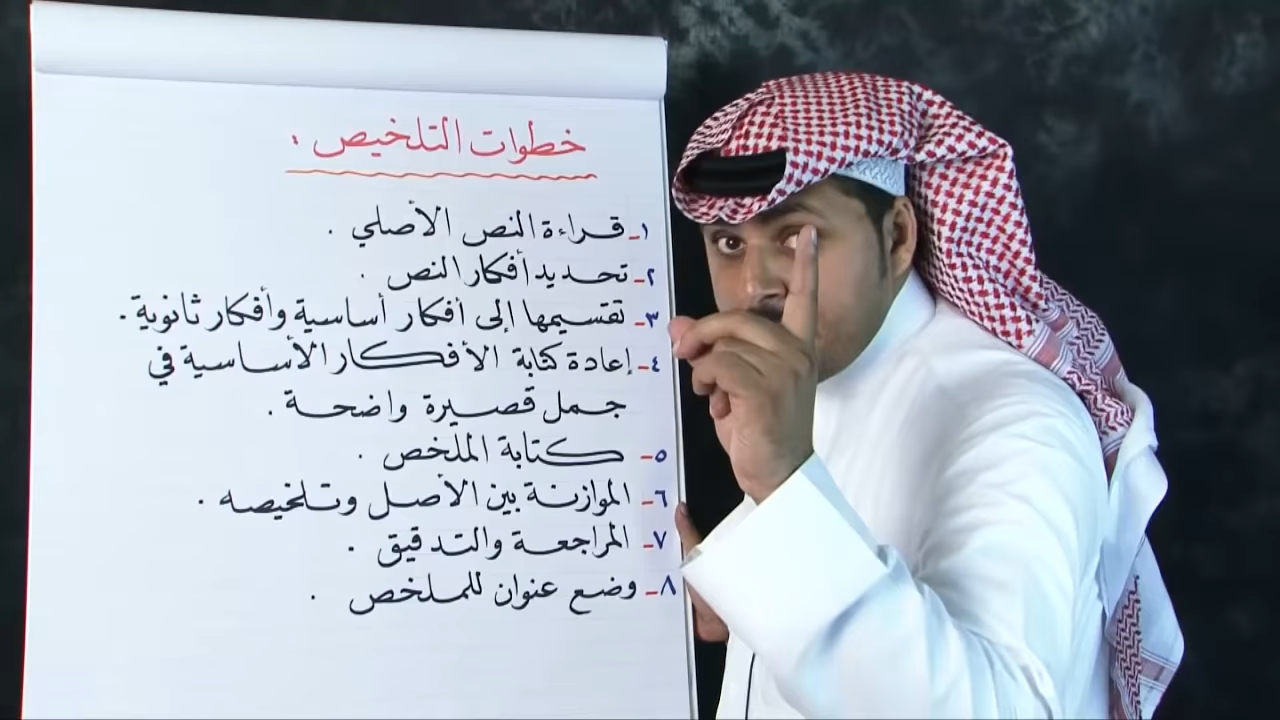 خطوات التلخيص :
١- قراءة النص الأصلي .
٢- تحديد أفكار النص .
٣- تقسيمها إلى أفكار أساسية وأفكار ثانوية .
٤- إعادة كتابة الأفكار الأساسية في
جمل قصيرة واضحة .
٥- كتابة الملخص .
٦- الموازنة بين الأصل وتلخيصه .
٧- المراجعة والتدقيق .
٨- وضع عنوان للملخص .